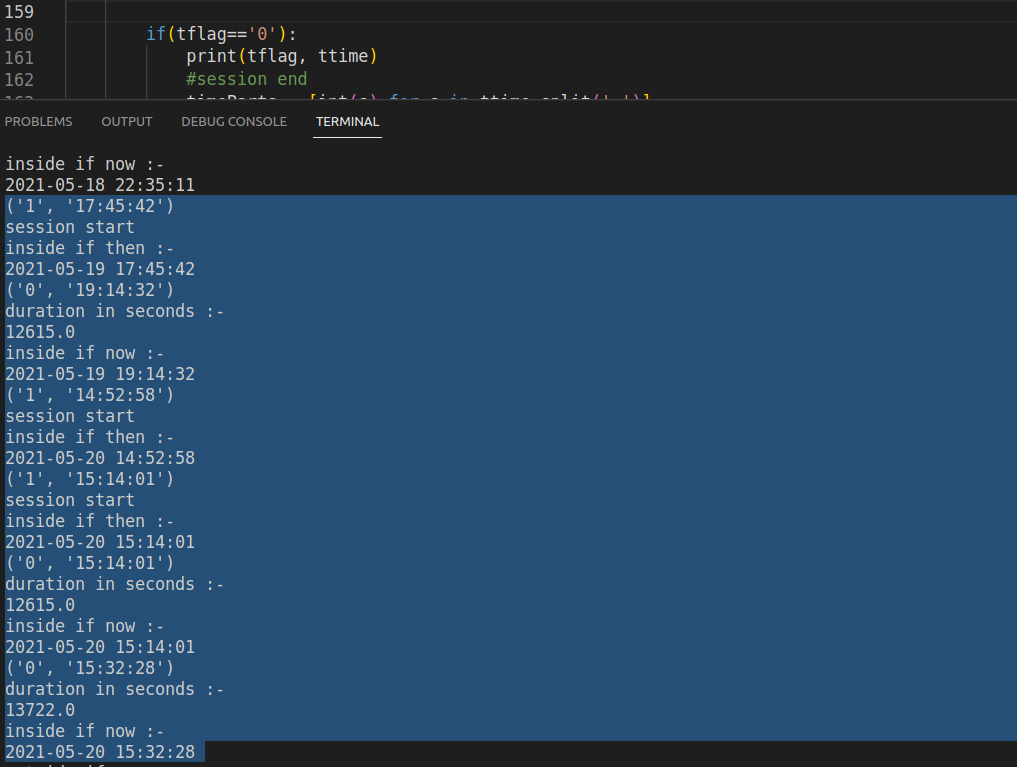 159
160 if(tflag=='0'):
161 print(tflag, ttime)
162 #session end
PROBLEMS OUTPUT DEBUG CONSOLE TERMINAL
inside if now :-
2021-05-18 22:35:11
('1', '17:45:42')
session start
inside if then :-
2021-05-19 17:45:42
('0', '19:14:32')
duration in seconds :-
12615.0
inside if now :-
2021-05-19 19:14:32
('1', '14:52:58')
session start
inside if then :-
2021-05-20 14:52:58
('1', '15:14:01')
session start
inside if then :-
2021-05-20 15:14:01
('0', '15:14:01')
duration in seconds :-
12615.0
inside if now :-
2021-05-20 15:14:01
('0', '15:32:28')
duration in seconds :-
13722.0
inside if now :-
2021-05-20 15:32:28